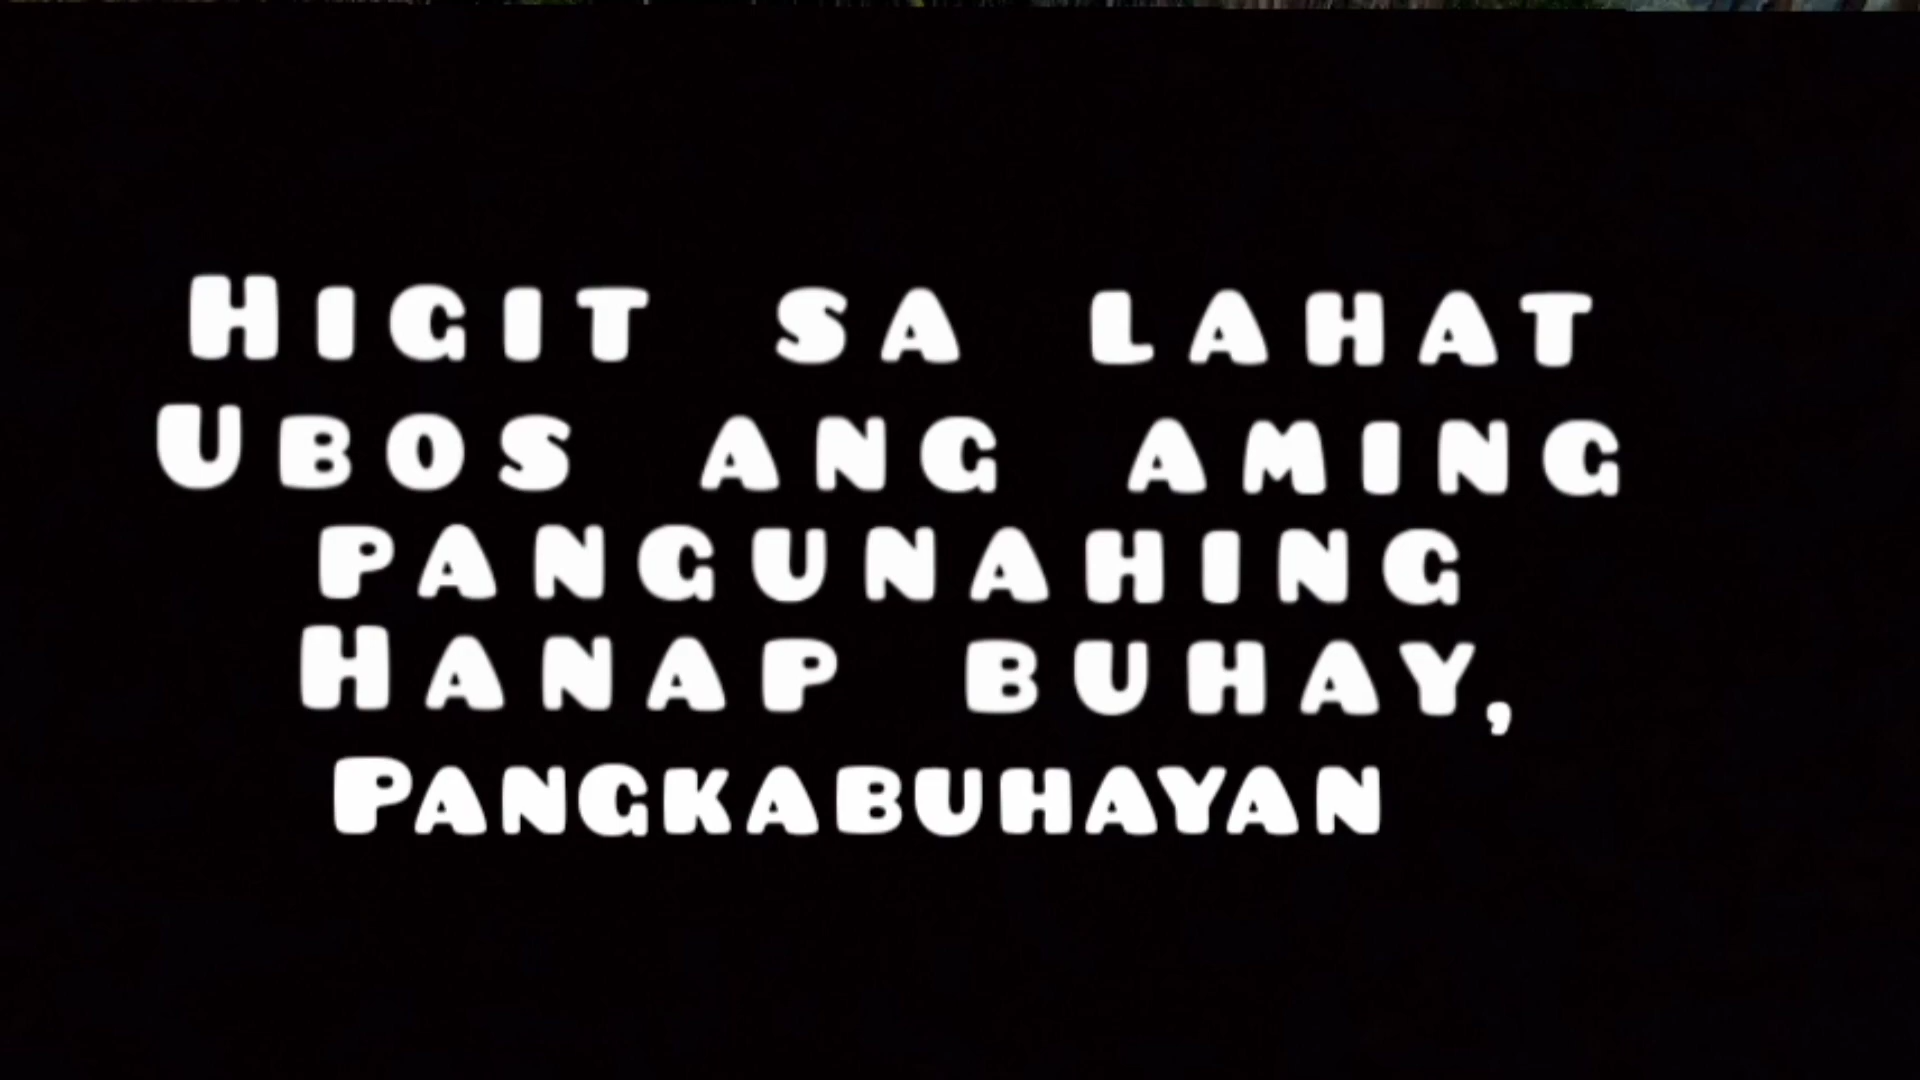 Higit sa lahat
Ubos ang aming
pangunahing
Hanap buhay,
Pangkabuhayan